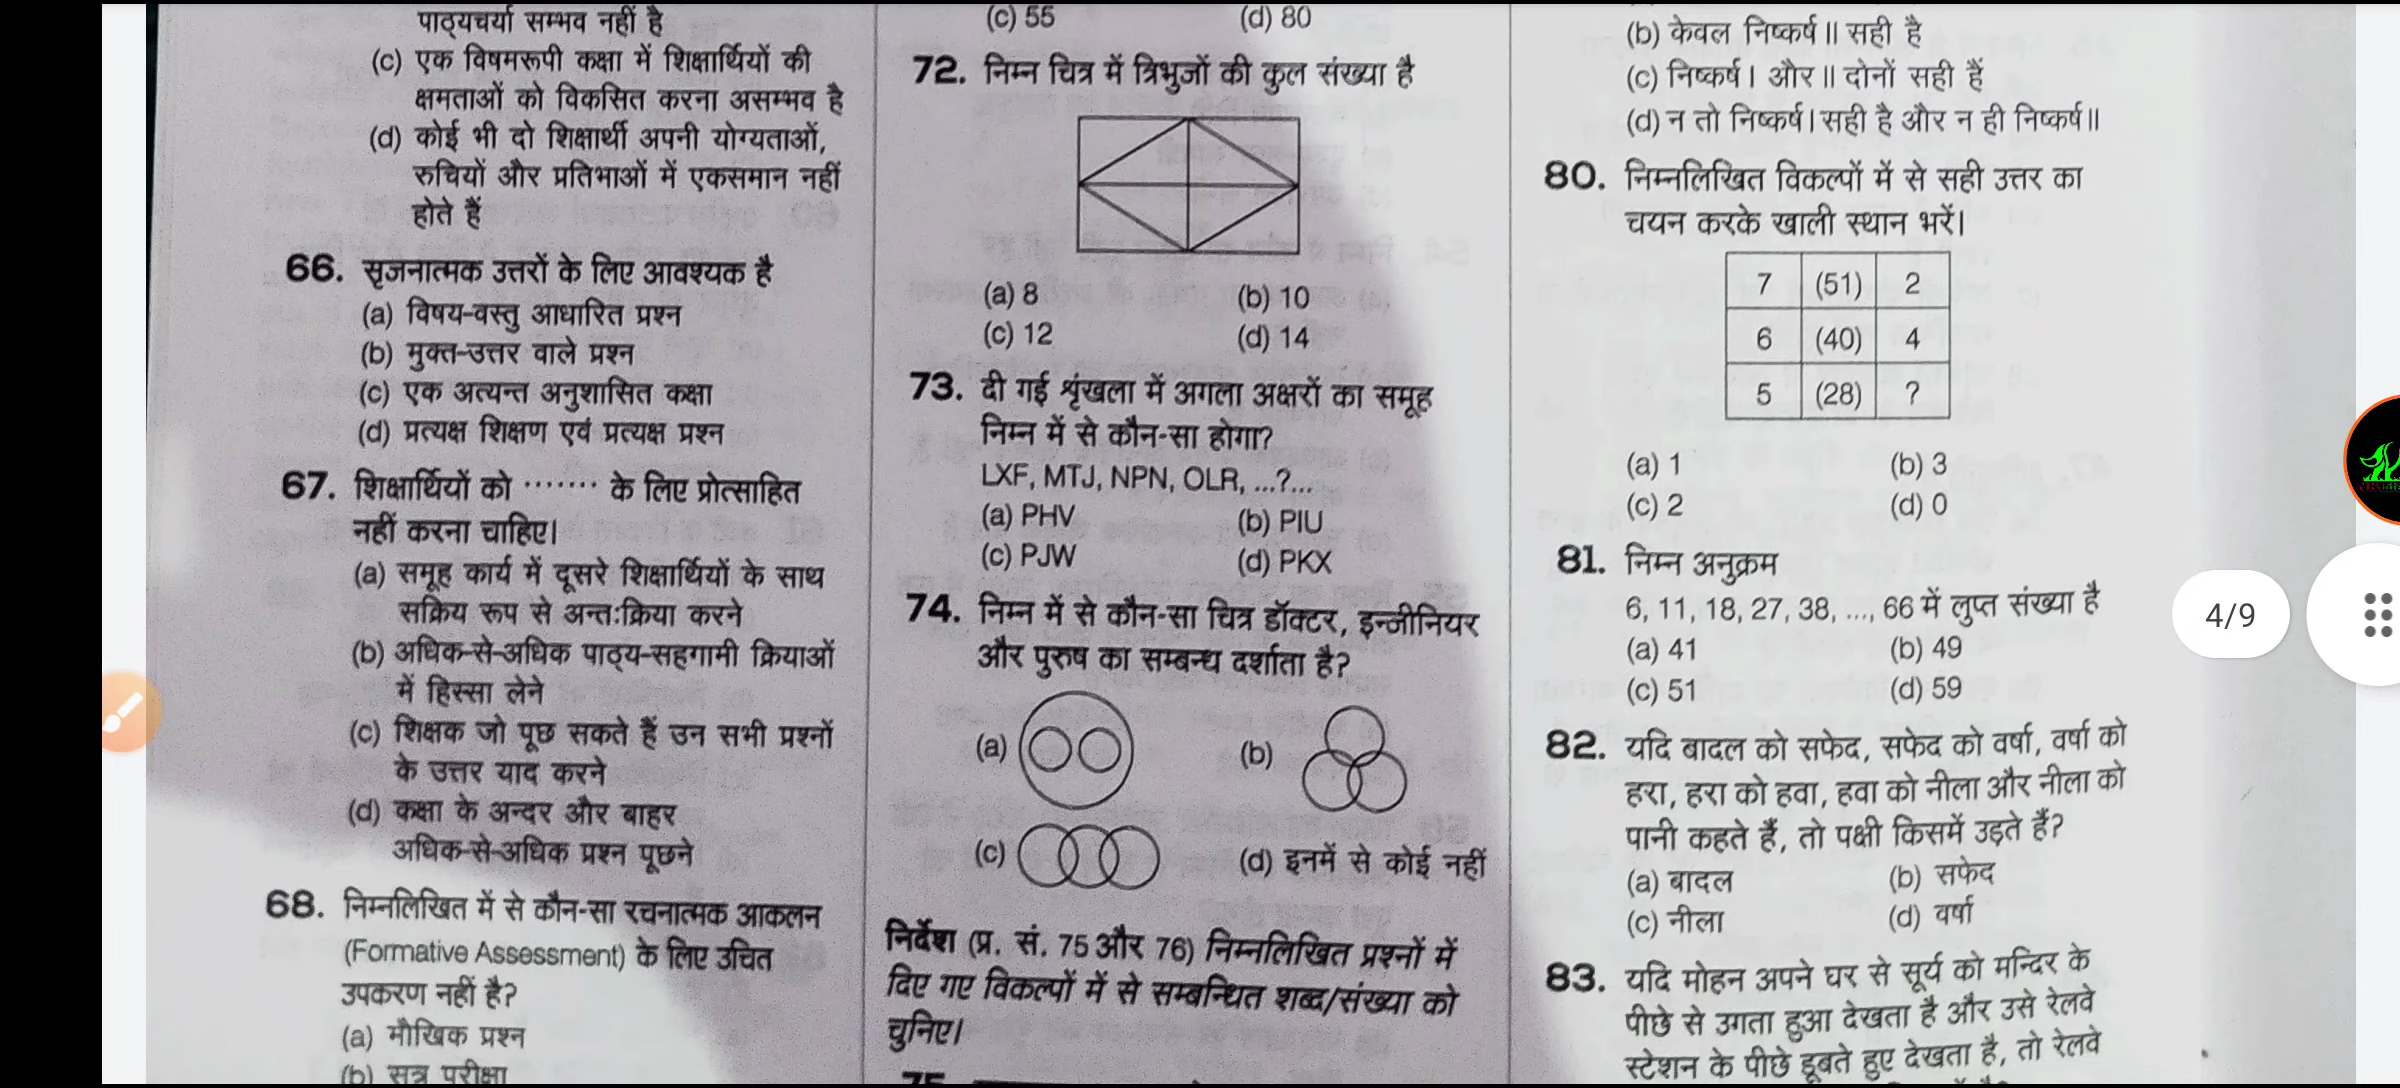 पाठ्यचर्या सम्भव नहीं है
(c) एक विषमरूपी कक्षा में शिक्षार्थियों की
क्षमताओं को विकसित करना असम्भव है
(d) कोई भी दो शिक्षार्थी अपनी योग्यताओं,
रुचियों और प्रतिभाओं में एकसमान नहीं
होते हैं
66. सृजनात्मक उत्तरों के लिए आवश्यक है
(a) विषय-वस्तु आधारित प्रश्न
(b) मुक्त-उत्तर वाले प्रश्न
(c) एक अत्यन्त अनुशासित कक्षा
(d) प्रत्यक्ष शिक्षण एवं प्रत्यक्ष प्रश्न
67. शिक्षार्थियों को ······· के लिए प्रोत्साहित
नहीं करना चाहिए।
(a) समूह कार्य में दूसरे शिक्षार्थियों के साथ
सक्रिय रूप से अन्त:क्रिया करने
(b) अधिक-से-अधिक पाठ्य-सहगामी क्रियाओं
में हिस्सा लेने
(c) शिक्षक जो पूछ सकते हैं उन सभी प्रश्नों
के उत्तर याद करने
(d) कक्षा के अन्दर और बाहर
अधिक-से-अधिक प्रश्न पूछने
68. निम्नलिखित में से कौन-सा रचनात्मक आकलन
(Formative Assessment) के लिए उचित
उपकरण नहीं है?
(a) मौखिक प्रश्न
(b) सत्र परीक्षा
(c) 55 (d) 80
72. निम्न चित्र में त्रिभुजों की कुल संख्या है
(a) 8 (b) 10
(c) 12 (d) 14
73. दी गई शृंखला में अगला अक्षरों का समूह
निम्न में से कौन-सा होगा?
LXF, MTJ, NPN, OLR, ...?...
(a) PHV (b) PIU
(c) PJW (d) PKX
74. निम्न में से कौन-सा चित्र डॉक्टर, इन्जीनियर
और पुरुष का सम्बन्ध दर्शाता है?
(a) (b)
(c) (d) इनमें से कोई नहीं
निर्देश (प्र. सं. 75 और 76) निम्नलिखित प्रश्नों में
दिए गए विकल्पों में से सम्बन्धित शब्द/संख्या को
चुनिए।
(b) केवल निष्कर्ष II सही है
(c) निष्कर्ष I और II दोनों सही हैं
(d) न तो निष्कर्ष I सही है और न ही निष्कर्ष II
80. निम्नलिखित विकल्पों में से सही उत्तर का
चयन करके खाली स्थान भरें।
7 (51) 2
6 (40) 4
5 (28) ?
(a) 1 (b) 3
(c) 2 (d) 0
81. निम्न अनुक्रम
6, 11, 18, 27, 38, ..., 66 में लुप्त संख्या है
(a) 41 (b) 49
(c) 51 (d) 59
82. यदि बादल को सफेद, सफेद को वर्षा, वर्षा को
हरा, हरा को हवा, हवा को नीला और नीला को
पानी कहते हैं, तो पक्षी किसमें उड़ते हैं?
(a) बादल (b) सफेद
(c) नीला (d) वर्षा
83. यदि मोहन अपने घर से सूर्य को मन्दिर के
पीछे से उगता हुआ देखता है और उसे रेलवे
स्टेशन के पीछे डूबते हुए देखता है, तो रेलवे
4/9